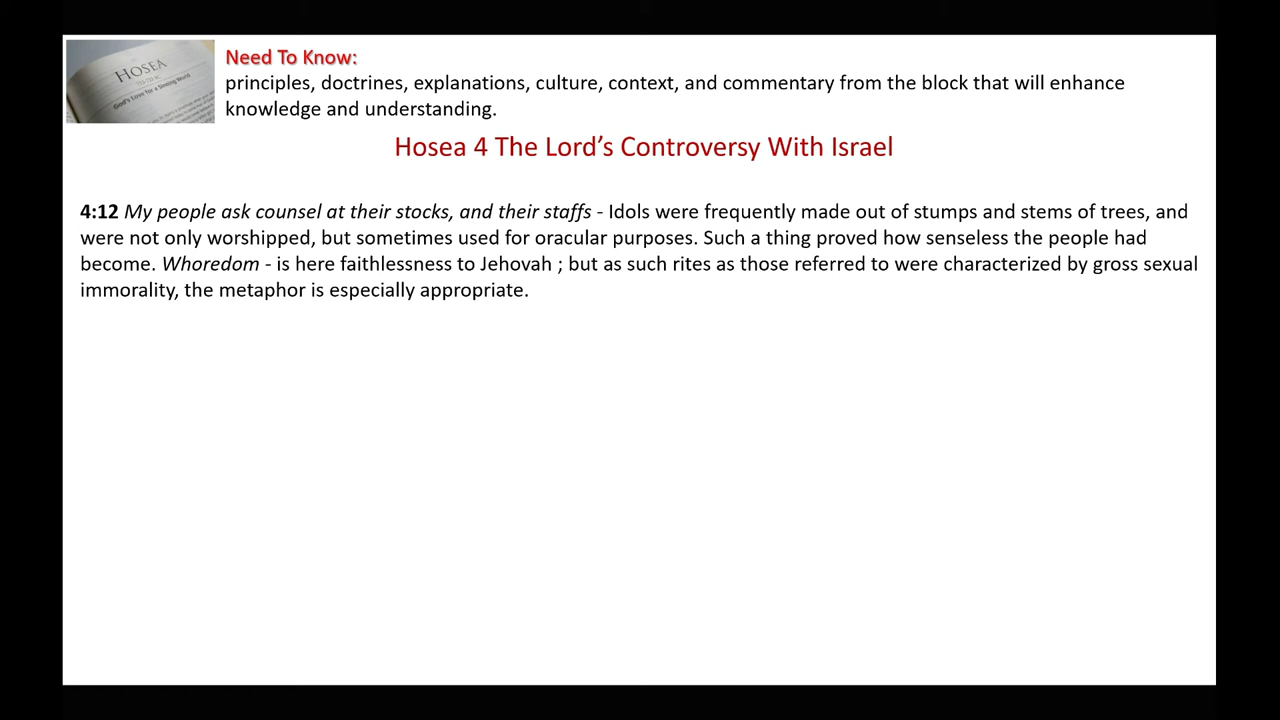 HOSEA
God's Love for a Sinning World
Need To Know:
principles, doctrines, explanations, culture, context, and commentary from the block that will enhance
knowledge and understanding.
Hosea 4 The Lord's Controversy With Israel
4:12 My people ask counsel at their stocks, and their staffs - Idols were frequently made out of stumps and stems of trees, and
were not only worshipped, but sometimes used for oracular purposes. Such a thing proved how senseless the people had
become. Whoredom - is here faithlessness to Jehovah ; but as such rites as those referred to were characterized by gross sexual
immorality, the metaphor is especially appropriate.